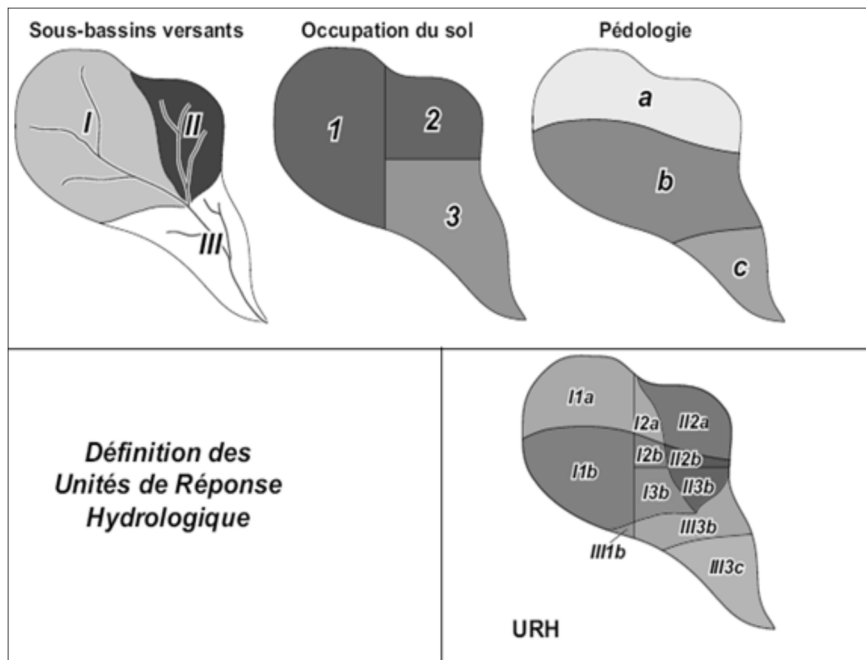 Sous-bassins versants
Occupation du sol
Pédologie
I
II
III
1
2
3
a
b
c
Définition des
Unités de Réponse
Hydrologique
I1a
I2a
II2a
I1b
I2b
II2b
I3b
II3b
III3b
III1b
III3c
URH